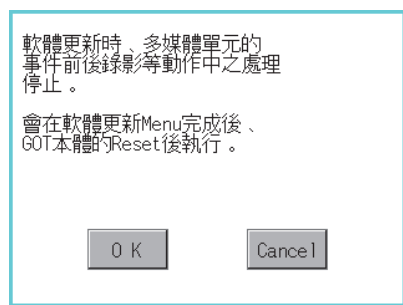 軟體更新時、多媒體單元的
事件前後錄影等動作中之處理
停止。
會在軟體更新Menu完成後、
GOT本體的Reset後執行。
OK
Cancel